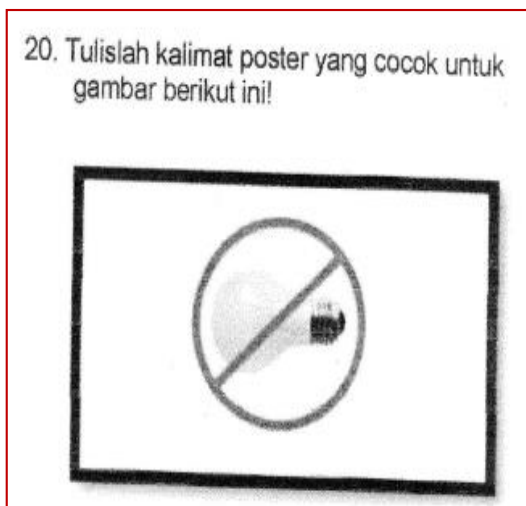 20. Tulislah kalimat poster yang cocok untuk
gambar berikut ini!